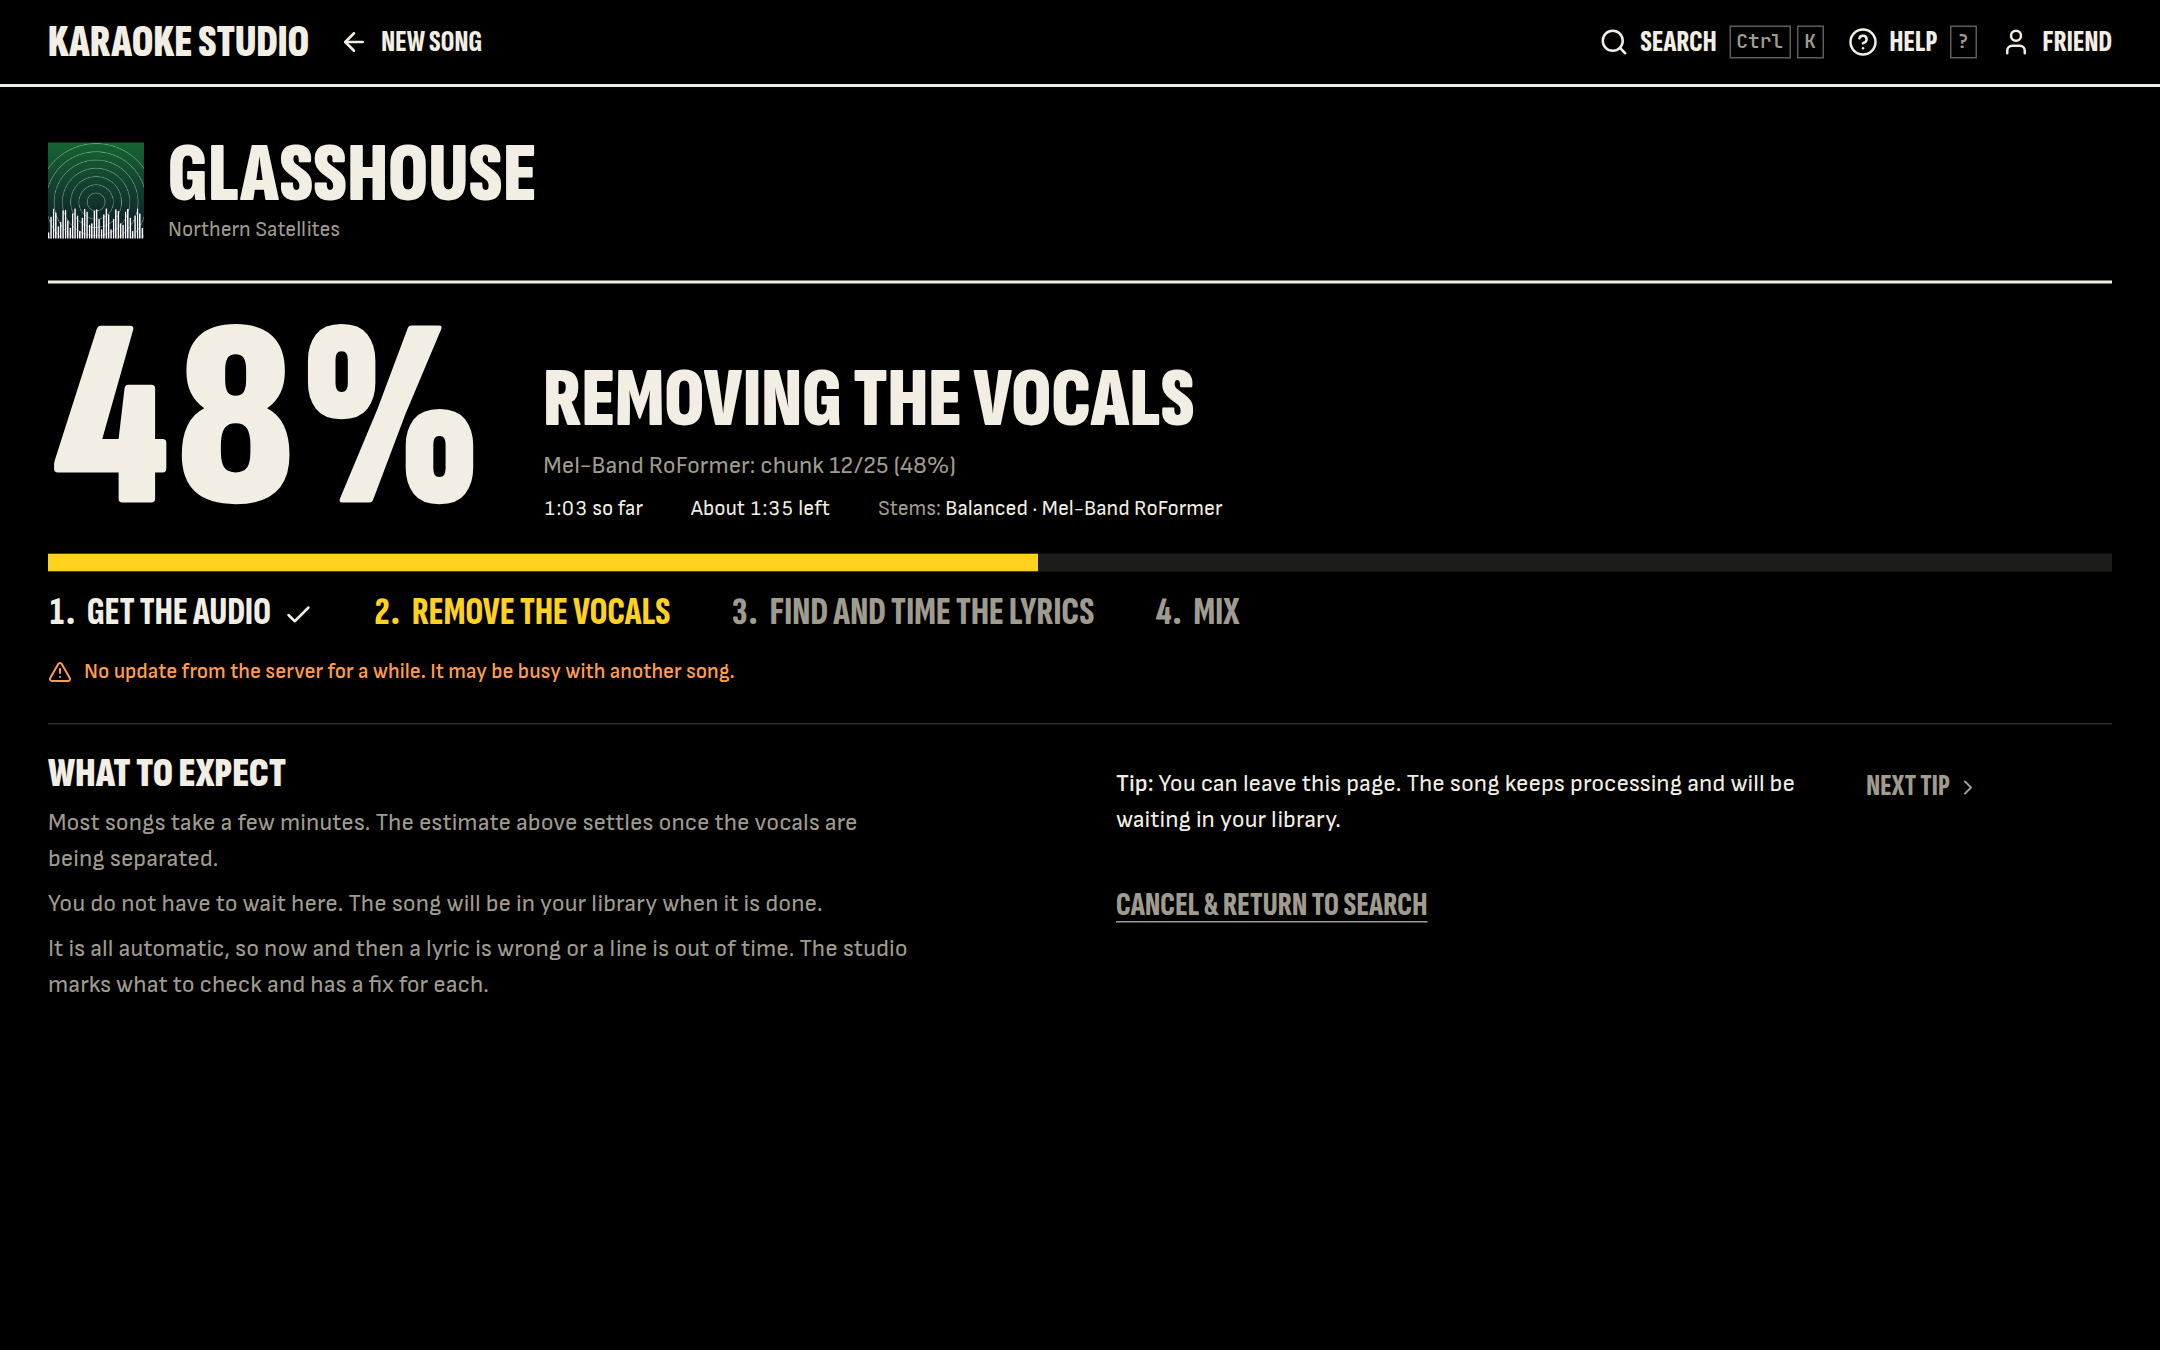 KARAOKE STUDIO
NEW SONG
SEARCH Ctrl K
HELP ?
FRIEND
GLASSHOUSE
Northern Satellites
48%
REMOVING THE VOCALS
Mel-Band RoFormer: chunk 12/25 (48%)
1:03 so far About 1:35 left Stems: Balanced · Mel-Band RoFormer
1. GET THE AUDIO 2. REMOVE THE VOCALS 3. FIND AND TIME THE LYRICS 4. MIX
No update from the server for a while. It may be busy with another song.
WHAT TO EXPECT
Most songs take a few minutes. The estimate above settles once the vocals are
being separated.
You do not have to wait here. The song will be in your library when it is done.
It is all automatic, so now and then a lyric is wrong or a line is out of time. The studio
marks what to check and has a fix for each.
Tip: You can leave this page. The song keeps processing and will be
waiting in your library.
NEXT TIP
CANCEL & RETURN TO SEARCH